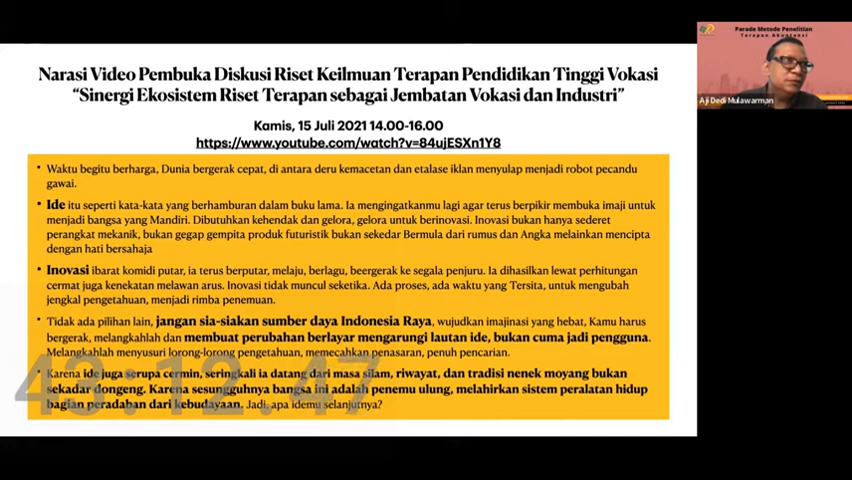 Narasi Video Pembuka Diskusi Riset Keilmuan Terapan Pendidikan Tinggi Vokasi
“Sinergi Ekosistem Riset Terapan sebagai Jembatan Vokasi dan Industri”
Kamis, 15 Juli 2021 14.00-16.00
https://www.youtube.com/watch?v=84ujESXn1Y8
• Waktu begitu berharga, Dunia bergerak cepat, di antara deru kemacetan dan etalase iklan menyulap menjadi robot pecandu
gawai.
• Ide itu seperti kata-kata yang berhamburan dalam buku lama. Ia mengingatkanmu lagi agar terus berpikir membuka imaji untuk
menjadi bangsa yang Mandiri. Dibutuhkan kehendak dan gelora, gelora untuk berinovasi. Inovasi bukan hanya sederet
perangkat mekanik, bukan gegap gempita produk futuristik bukan sekedar Bermula dari rumus dan Angka melainkan mencipta
dengan hati bersahaja
• Inovasi ibarat komidi putar, ia terus berputar, melaju, berlagu, beergerak ke segala penjuru. Ia dihasilkan lewat perhitungan
cermat juga kenekatan melawan arus. Inovasi tidak muncul seketika. Ada proses, ada waktu yang Tersita, untuk mengubah
jengkal pengetahuan, menjadi rimba penemuan.
• Tidak ada pilihan lain, jangan sia-siakan sumber daya Indonesia Raya, wujudkan imajinasi yang hebat, Kamu harus
bergerak, melangkahlah dan membuat perubahan berlayar mengarungi lautan ide, bukan cuma jadi pengguna.
Melangkahlah menyusuri lorong-lorong pengetahuan, memecahkan penasaran, penuh pencarian.
• Karena ide juga serupa cermin, seringkali ia datang dari masa silam, riwayat, dan tradisi nenek moyang bukan
sekadar dongeng. Karena sesungguhnya bangsa ini adalah penemu ulung, melahirkan sistem peralatan hidup
bagian peradaban dari kebudayaan. Jadi, apa idemu selanjutnya?
43:12.47
Parade Metode Penelitian
Terapan Akuntansi
Aji Dedi Mulawarman